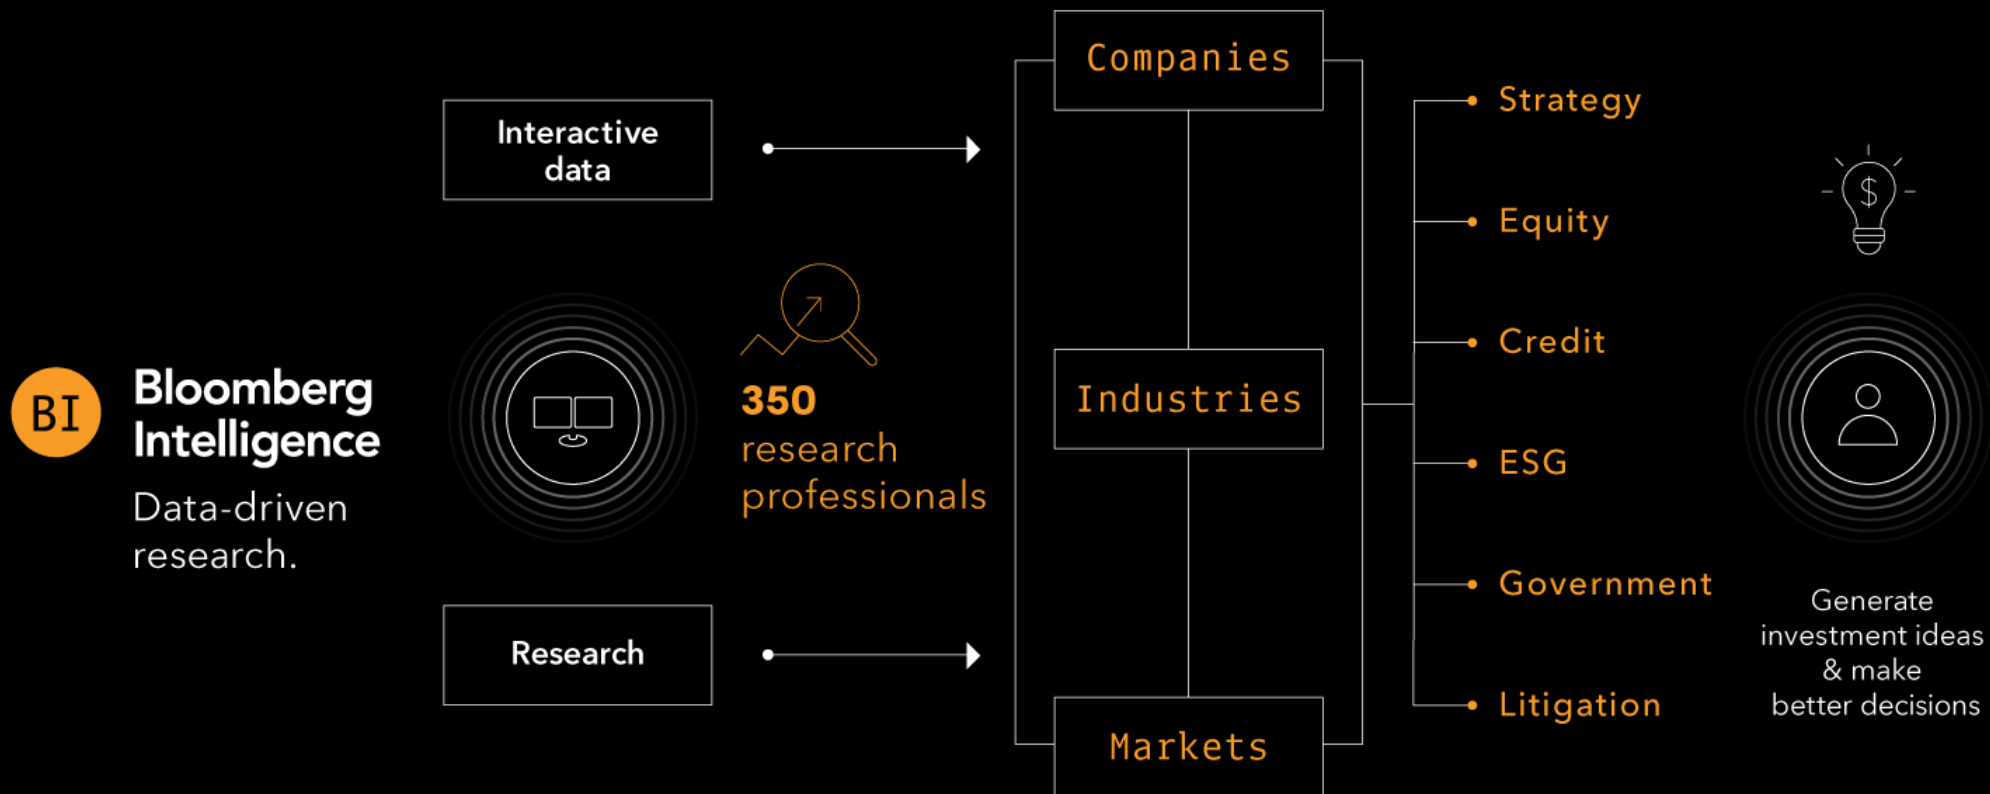 BI
Bloomberg
Intelligence
Data-driven
research.
Interactive
data
350
research
professionals
Research
Companies
Industries
Markets
Strategy
Equity
Credit
ESG
Government
Litigation
$
Generate
investment ideas
& make
better decisions